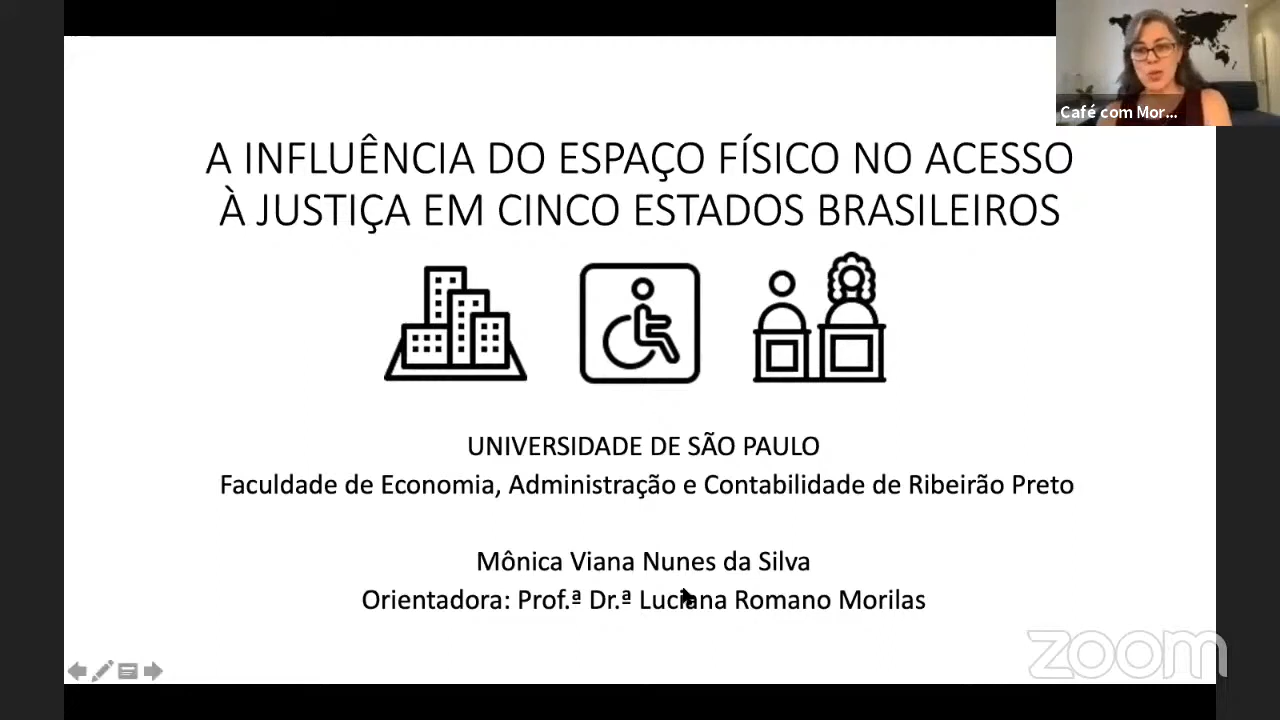 Café com Mor...
A INFLUÊNCIA DO ESPAÇO FÍSICO NO ACESSO
À JUSTIÇA EM CINCO ESTADOS BRASILEIROS
UNIVERSIDADE DE SÃO PAULO
Faculdade de Economia, Administração e Contabilidade de Ribeirão Preto
Mônica Viana Nunes da Silva
Orientadora: Prof.ª Dr.ª Luciana Romano Morilas
zoom